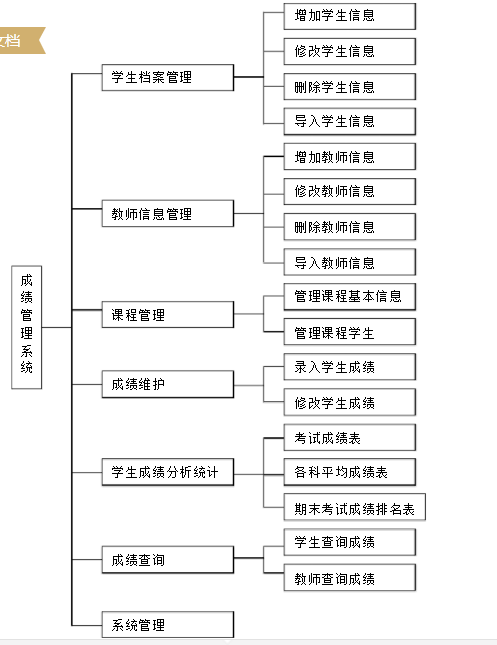 文档
成绩管理系统
学生档案管理
增加学生信息
修改学生信息
删除学生信息
导入学生信息
教师信息管理
增加教师信息
修改教师信息
删除教师信息
导入教师信息
课程管理
管理课程基本信息
管理课程学生
成绩维护
录入学生成绩
修改学生成绩
学生成绩分析统计
考试成绩表
各科平均成绩表
期末考试成绩排名表
成绩查询
学生查询成绩
教师查询成绩
系统管理